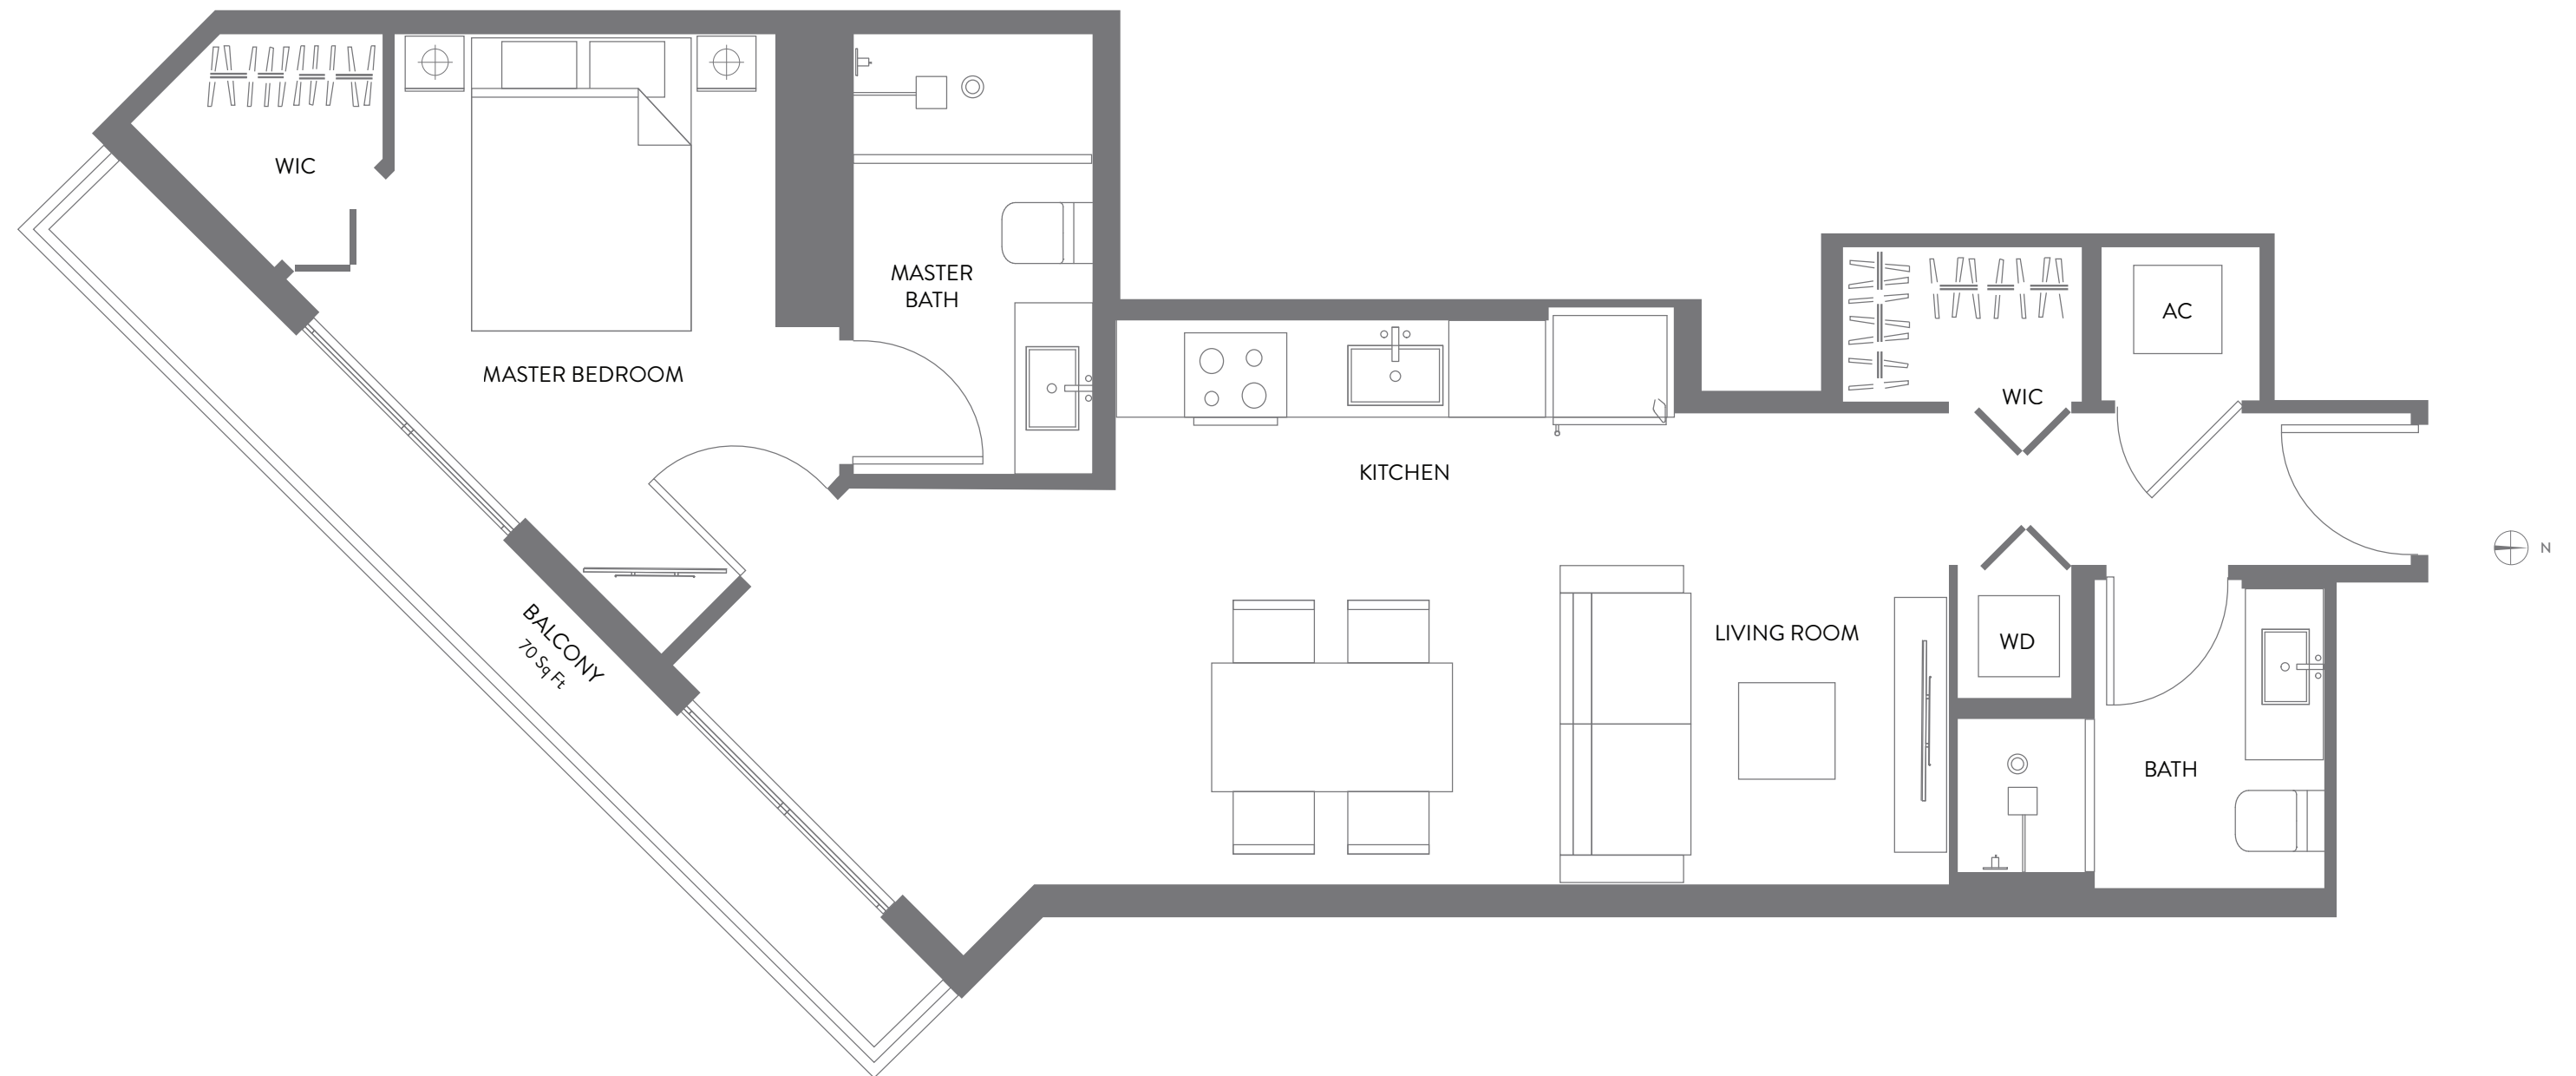 WIC
MASTER
BATH
MASTER BEDROOM
KITCHEN
WIC
AC
N
BALCONY
70 Sq Ft
LIVING ROOM
WD
BATH